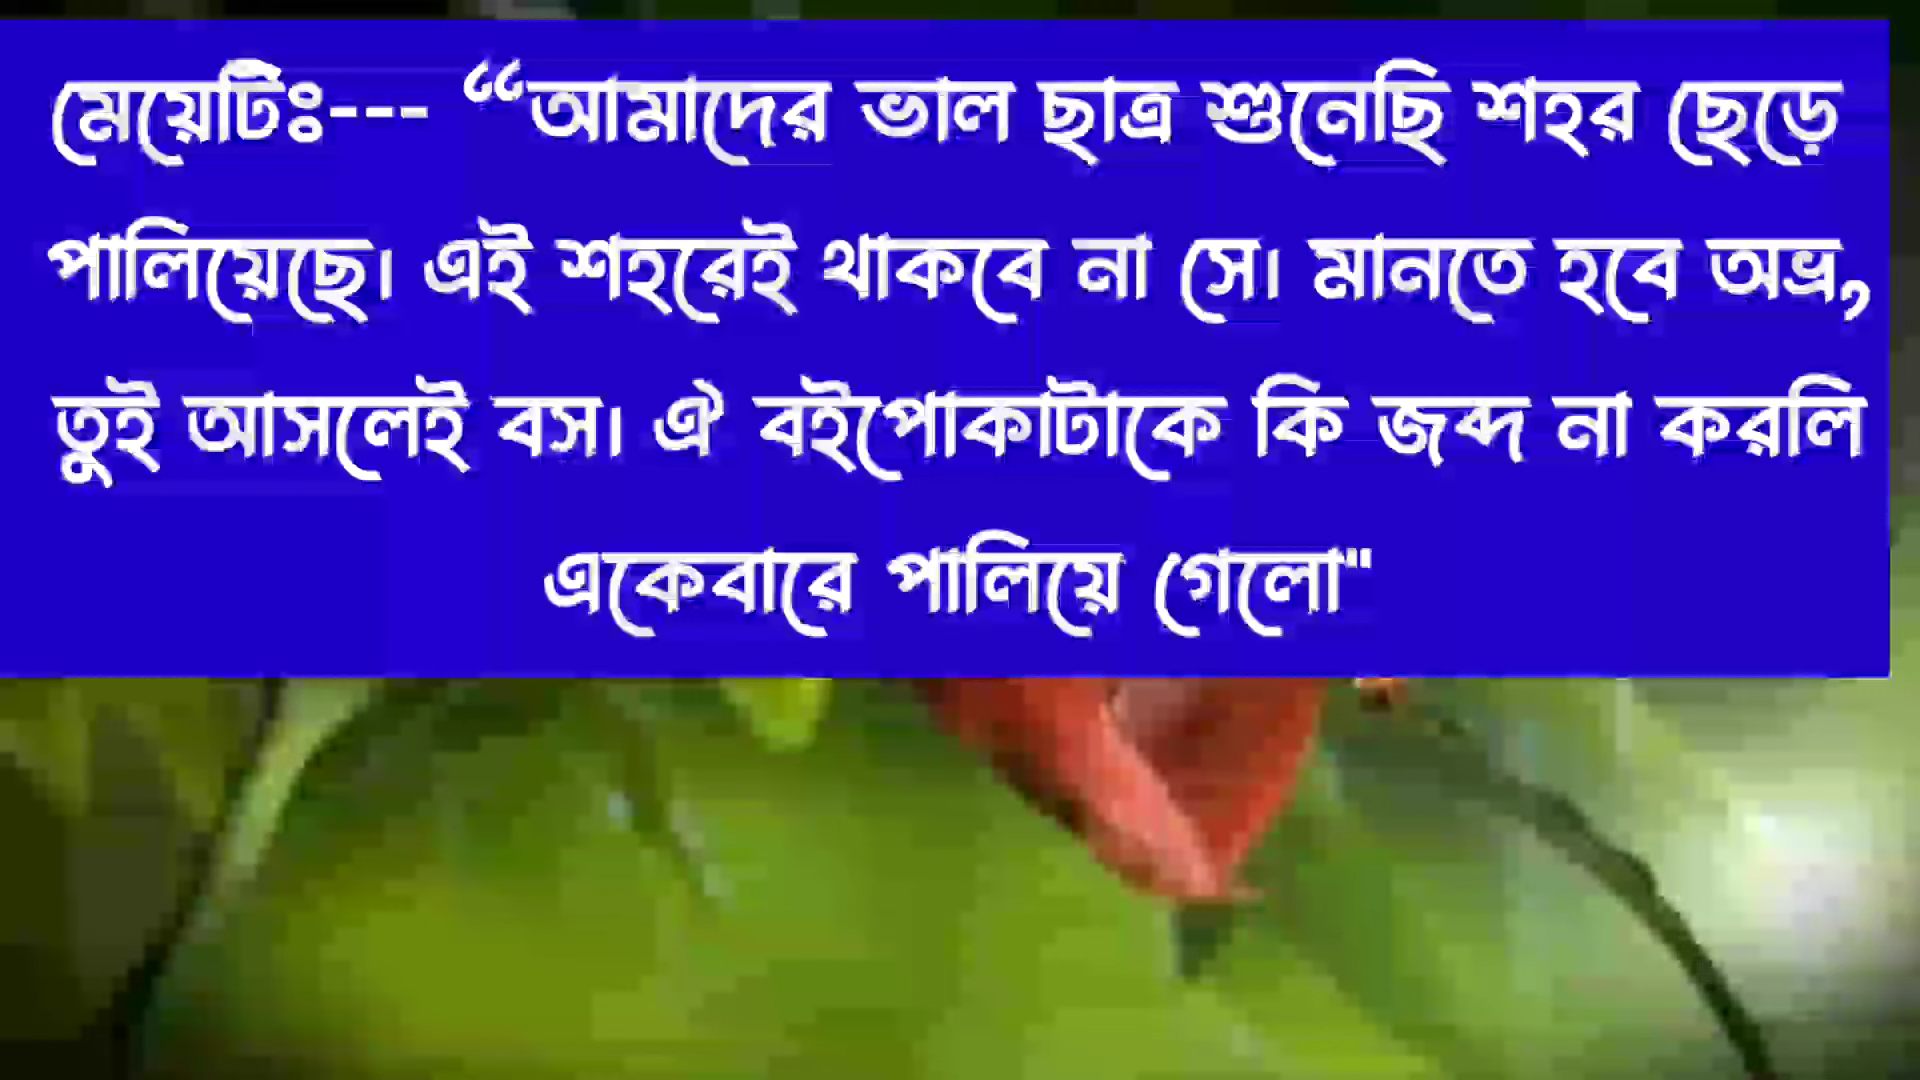 মেয়েটিঃ--- “আমাদের ভাল ছাত্র শুনেছি শহর ছেড়ে
পালিয়েছে। এই শহরেই থাকবে না সে। মানতে হবে অভ্র,
তুই আসলেই বস। ঐ বইপোকাটাকে কি জব্দ না করলি
একেবারে পালিয়ে গেলো"